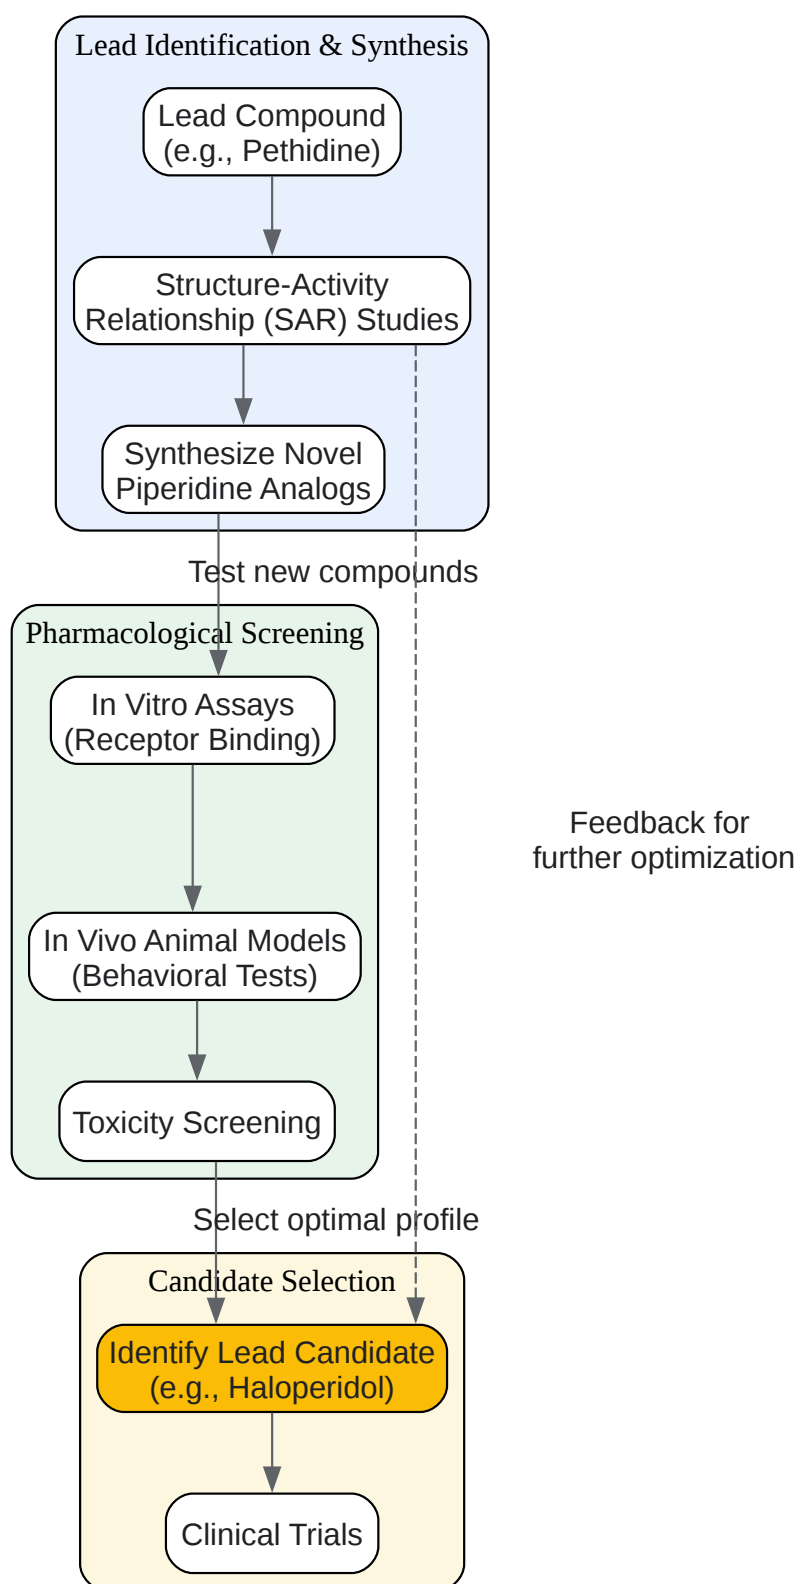 Lead Identification & Synthesis
Lead Compound
(e.g., Pethidine)
Structure-Activity
Relationship (SAR) Studies
Synthesize Novel
Piperidine Analogs
Test new compounds
Pharmacological Screening
In Vitro Assays
(Receptor Binding)
Feedback for
further optimization
In Vivo Animal Models
(Behavioral Tests)
Toxicity Screening
Select optimal profile
Candidate Selection
Identify Lead Candidate
(e.g., Haloperidol)
Clinical Trials